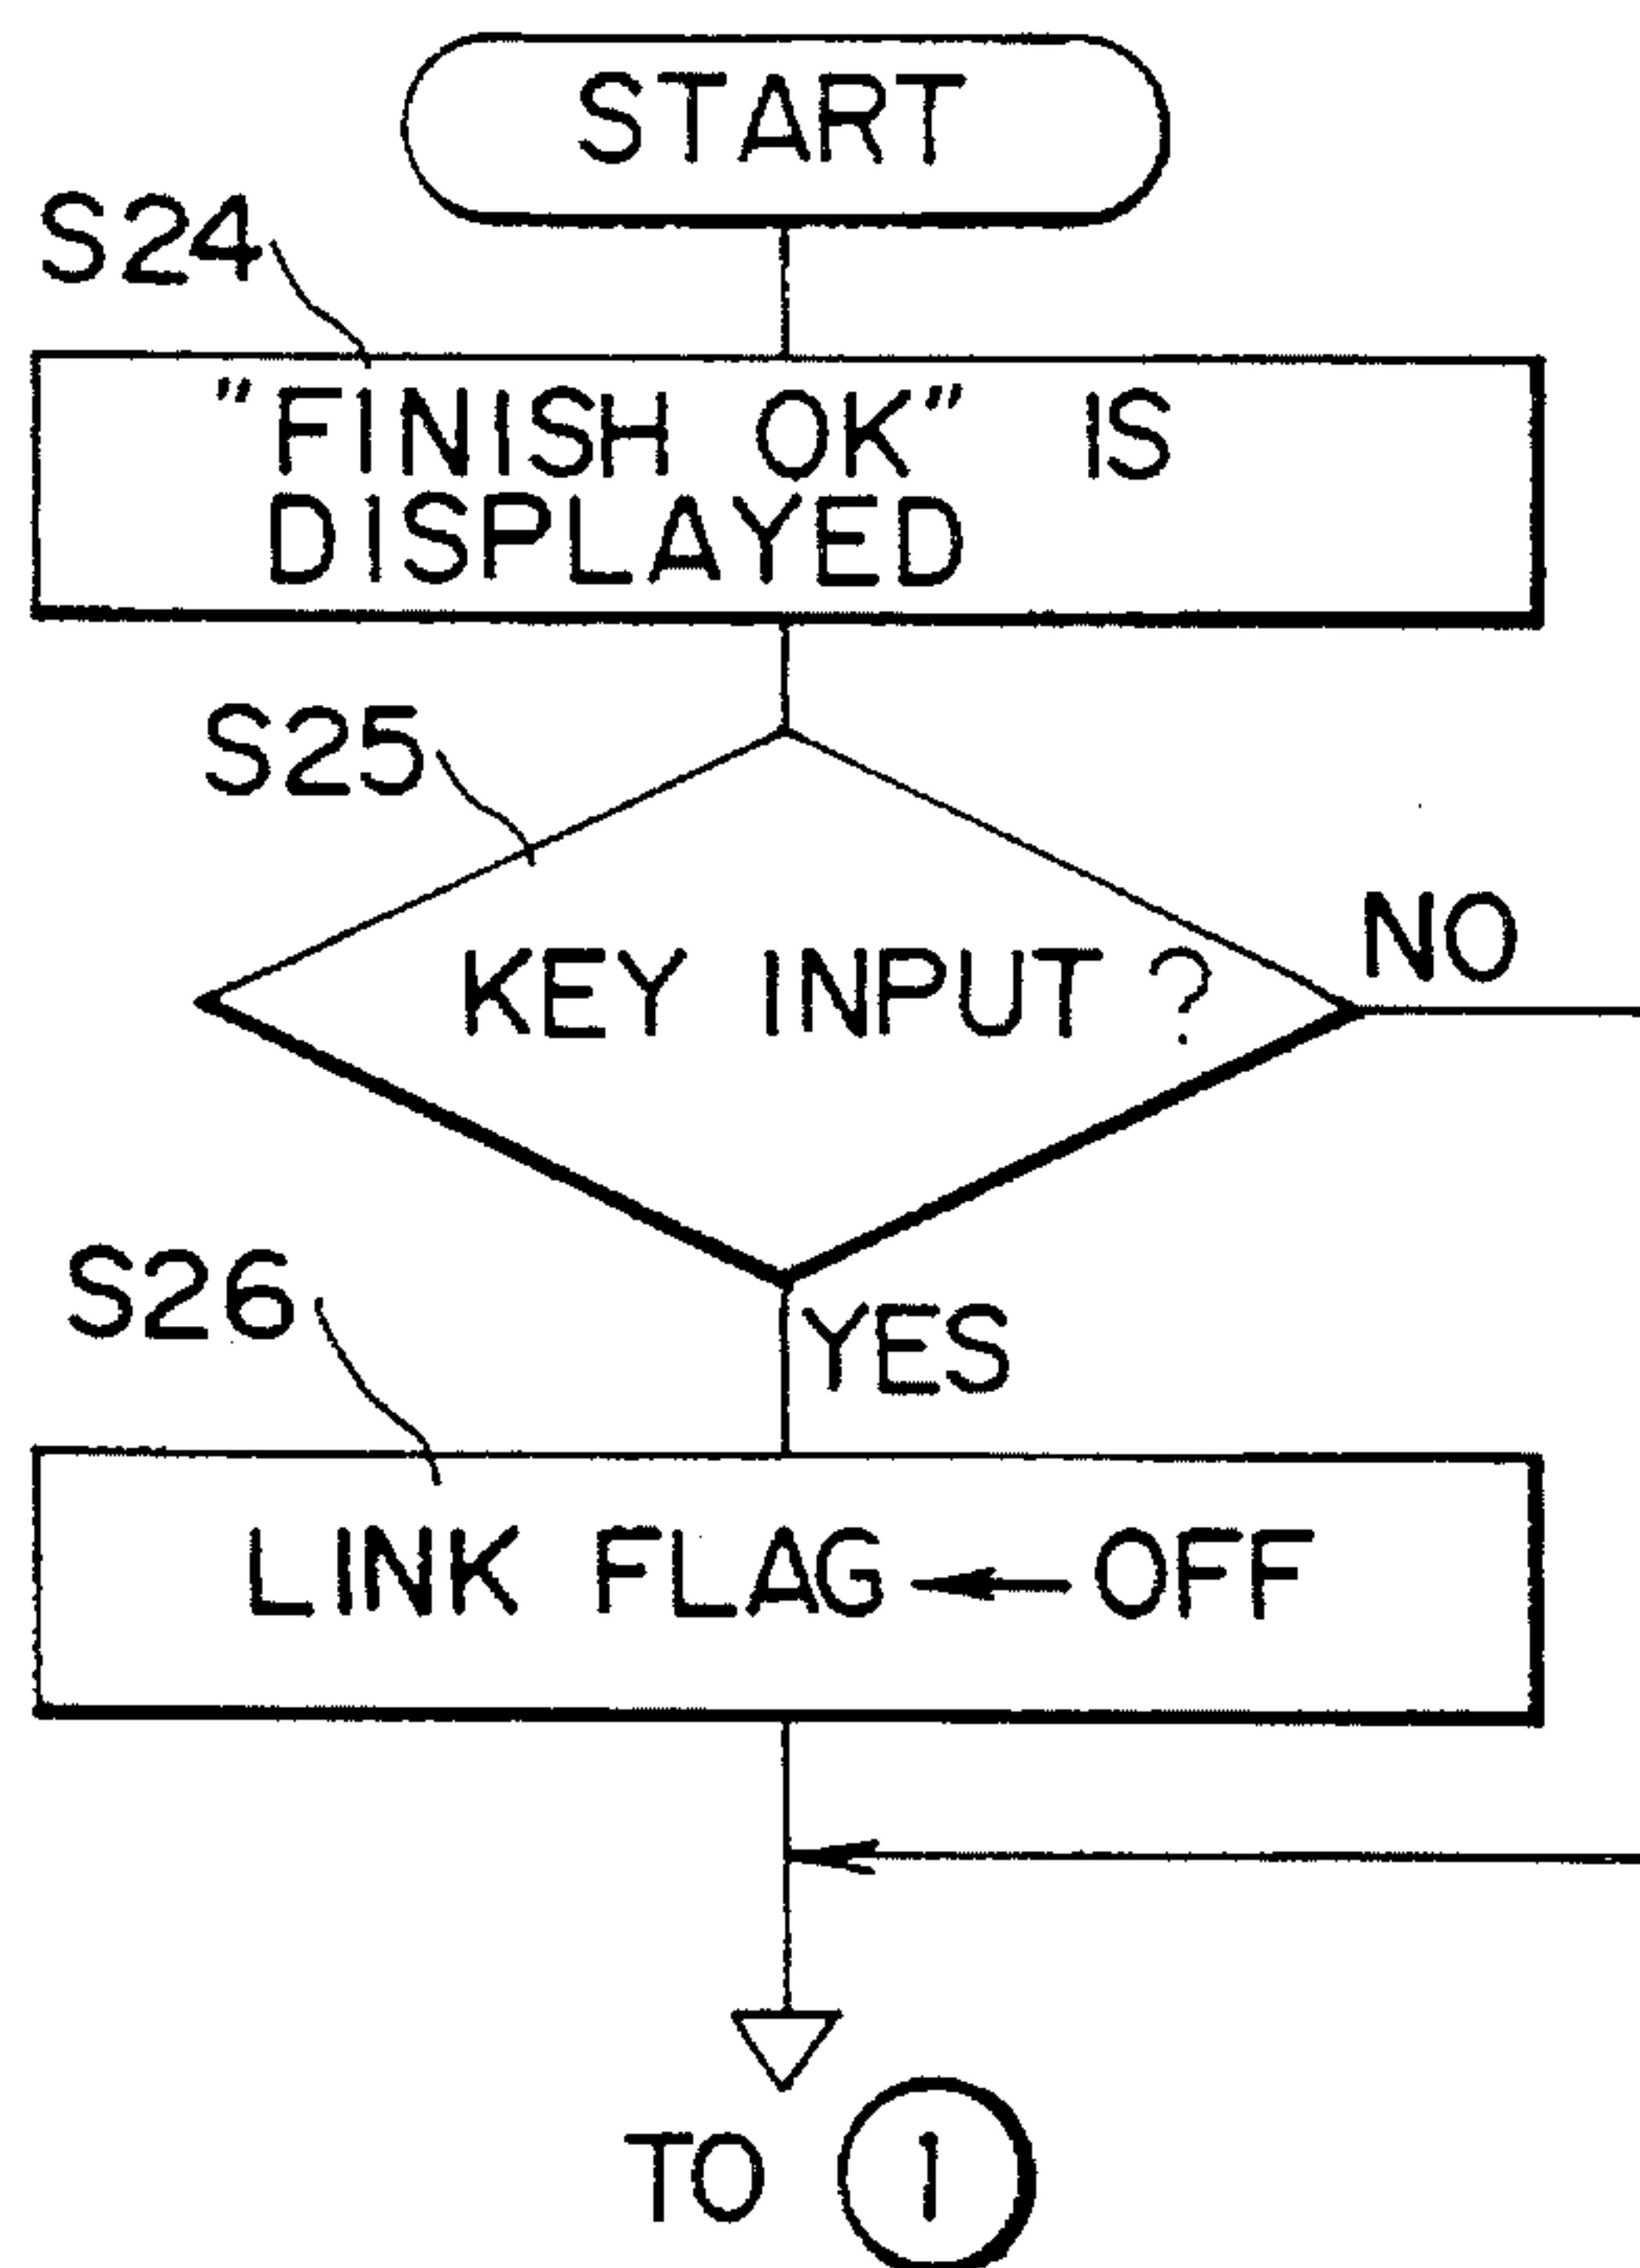 START
S24
"FINISH OK" IS
DISPLAYED
S25
KEY INPUT ?
NO
S26
YES
LINK FLAG ← OFF
TO 1